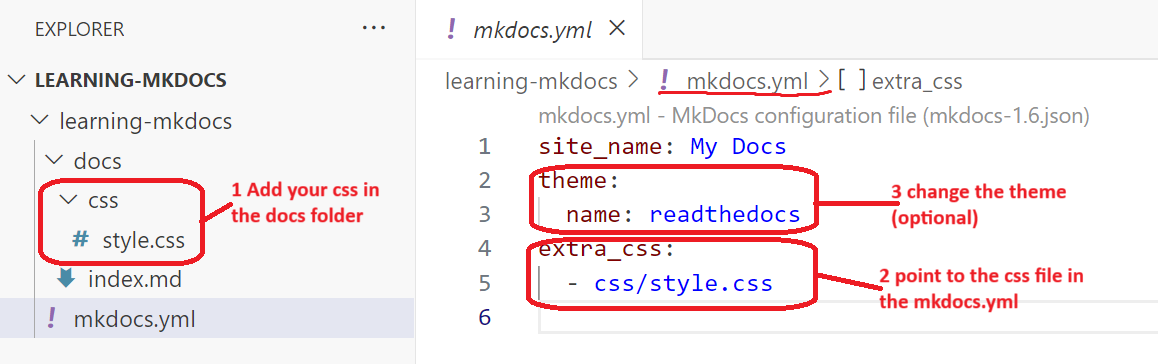 EXPLORER
LEARNING-MKDOCS
learning-mkdocs
docs
css
style.css
index.md
mkdocs.yml
1 Add your css in
the docs folder
mkdocs.yml
learning-mkdocs > mkdocs.yml > [ ] extra_css
mkdocs.yml - MkDocs configuration file (mkdocs-1.6.json)
1 site_name: My Docs
2 theme:
3 name: readthedocs
4 extra_css:
5 - css/style.css
6
3 change the theme
(optional)
2 point to the css file in
the mkdocs.yml